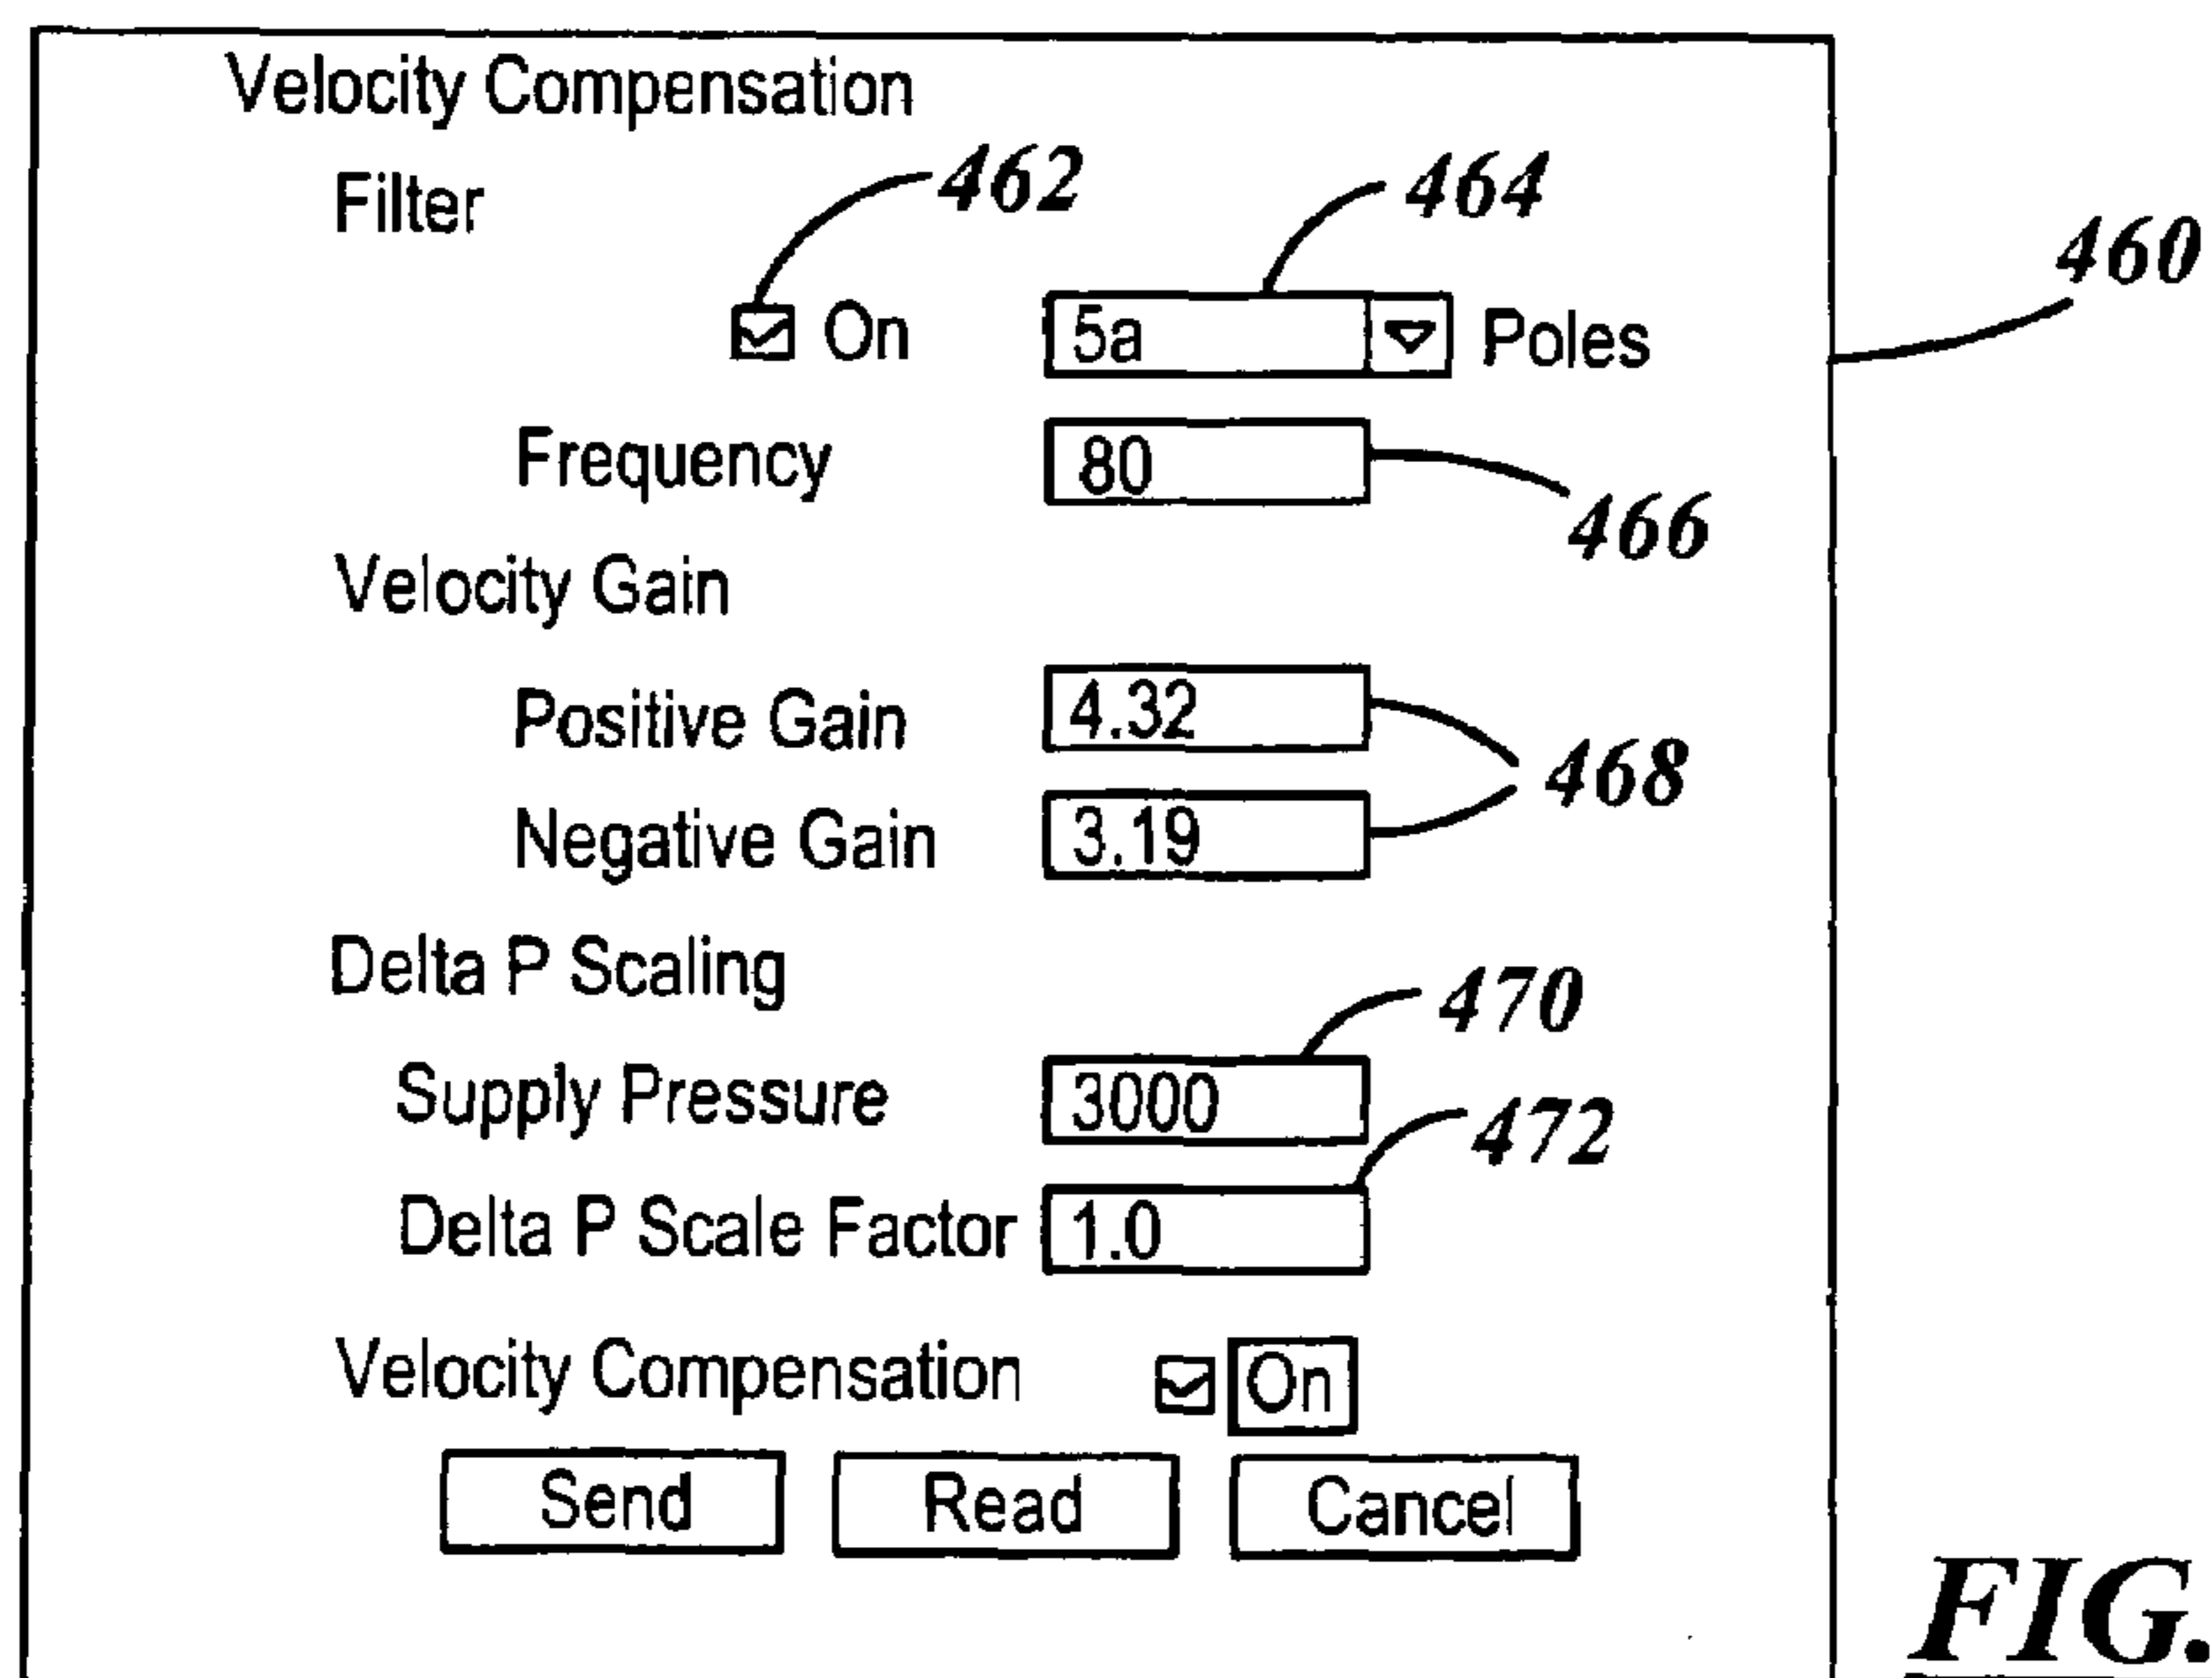 Velocity Compensation
Filter
462
464
460
On
5a
Poles
Frequency
80
466
Velocity Gain
Positive Gain
4.32
468
Negative Gain
3.19
Delta P Scaling
470
Supply Pressure
3000
472
Delta P Scale Factor
1.0
Velocity Compensation
On
Send
Read
Cancel
FIG.